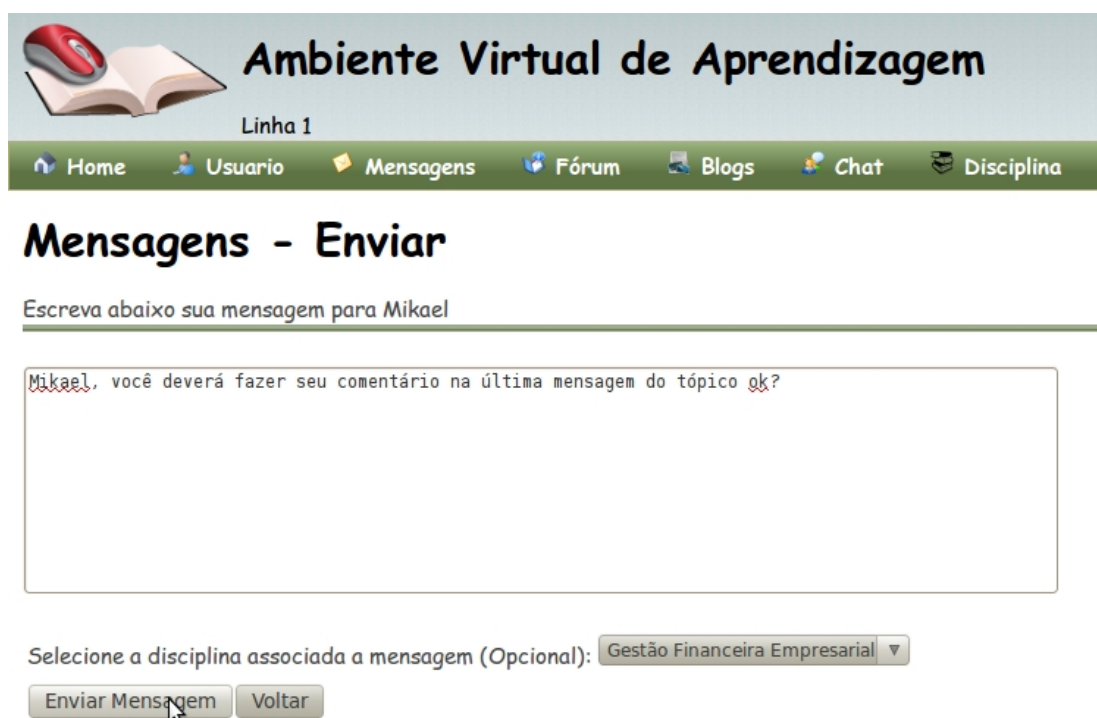 Ambiente Virtual de Aprendizagem
Linha 1
Home Usuario Mensagens Fórum Blogs Chat Disciplina
Mensagens - Enviar
Escreva abaixo sua mensagem para Mikael
Mikael, você deverá fazer seu comentário na última mensagem do tópico ok?
Selecione a disciplina associada a mensagem (Opcional): Gestão Financeira Empresarial
Enviar Mensagem Voltar